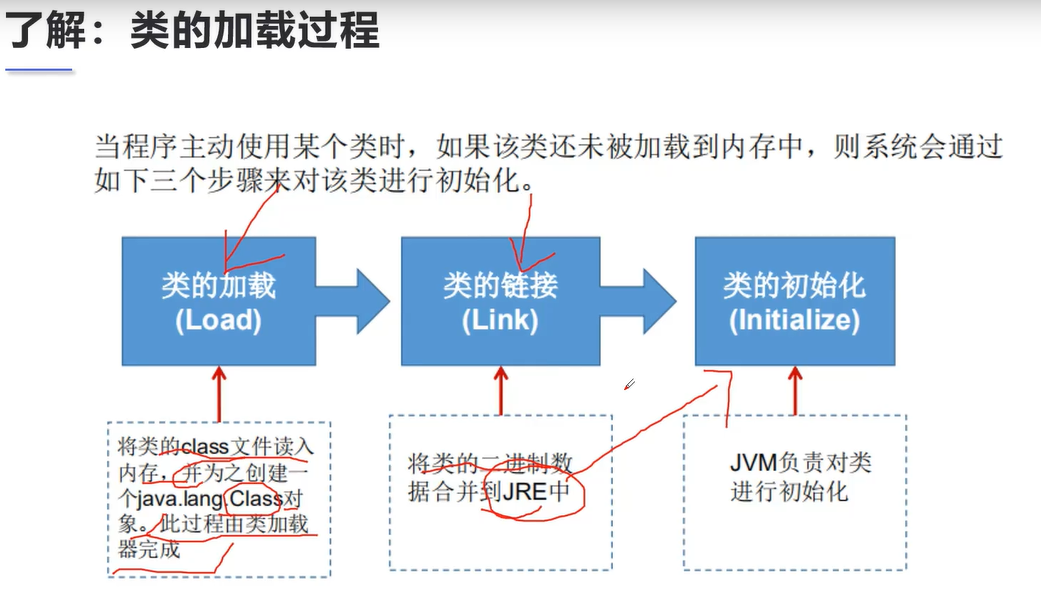 了解：类的加载过程
当程序主动使用某个类时，如果该类还未被加载到内存中，则系统会通过
如下三个步骤来对该类进行初始化。
类的加载
(Load)
类的链接
(Link)
类的初始化
(Initialize)
将类的class文件读入
内存，并为之创建一
个java.lang.Class对
象。此过程由类加载
器完成
将类的二进制数
据合并到JRE中
JVM负责对类
进行初始化